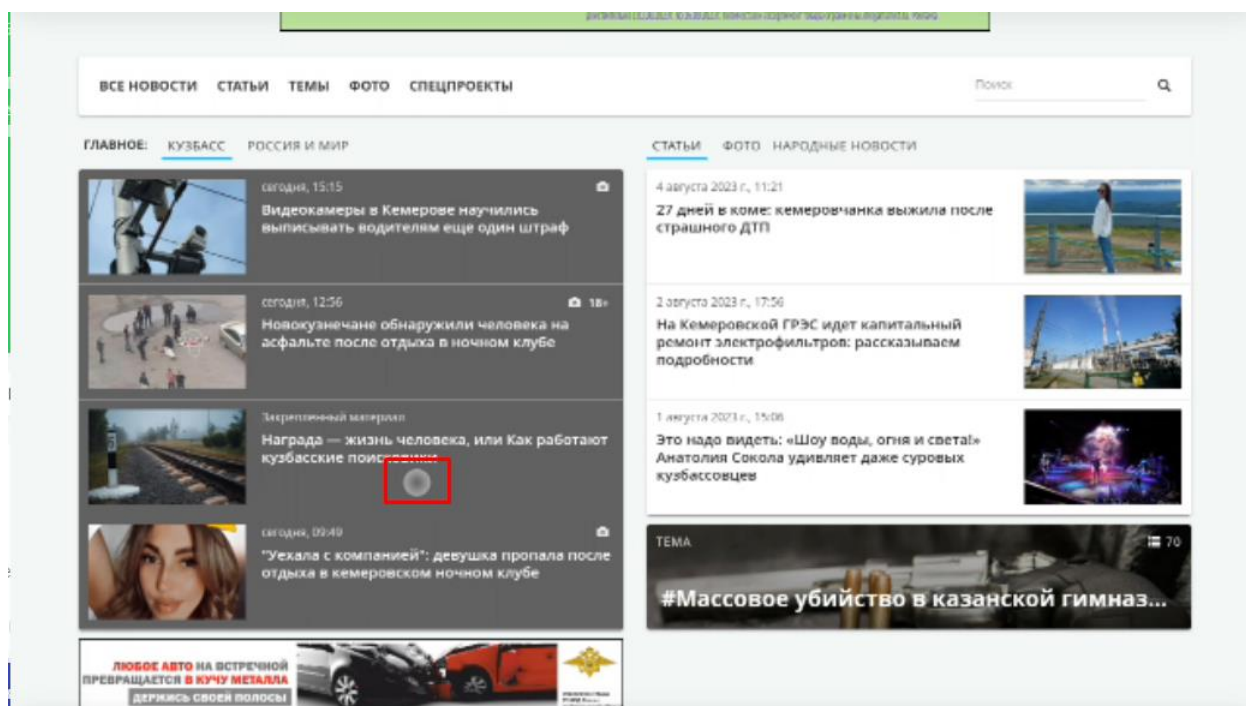 ВСЕ НОВОСТИ СТАТЬИ ТЕМЫ ФОТО СПЕЦПРОЕКТЫ
Поиск
ГЛАВНОЕ: КУЗБАСС РОССИЯ И МИР
сегодня, 15:15
Видеокамеры в Кемерове научились
выписывать водителям еще один штраф
сегодня, 12:56
18+
Новокузнечане обнаружили человека на
асфальте после отдыха в ночном клубе
Закрепленный материал
Награда — жизнь человека, или Как работают
кузбасские поисковики
сегодня, 09:49
"Уехала с компанией": девушка пропала после
отдыха в кемеровском ночном клубе
ЛЮБОЕ АВТО НА ВСТРЕЧНОЙ
ПРЕВРАЩАЕТСЯ В КУЧУ МЕТАЛЛА
ДЕРЖИСЬ СВОЕЙ ПОЛОСЫ
СТАТЬИ ФОТО НАРОДНЫЕ НОВОСТИ
4 августа 2023 г., 11:21
27 дней в коме: кемеровчанка выжила после
страшного ДТП
2 августа 2023 г., 17:56
На Кемеровской ГРЭС идет капитальный
ремонт электрофильтров: рассказываем
подробности
1 августа 2023 г., 15:06
Это надо видеть: «Шоу воды, огня и света!»
Анатолия Сокола удивляет даже суровых
кузбассовцев
ТЕМА
70
#Массовое убийство в казанской гимназ...